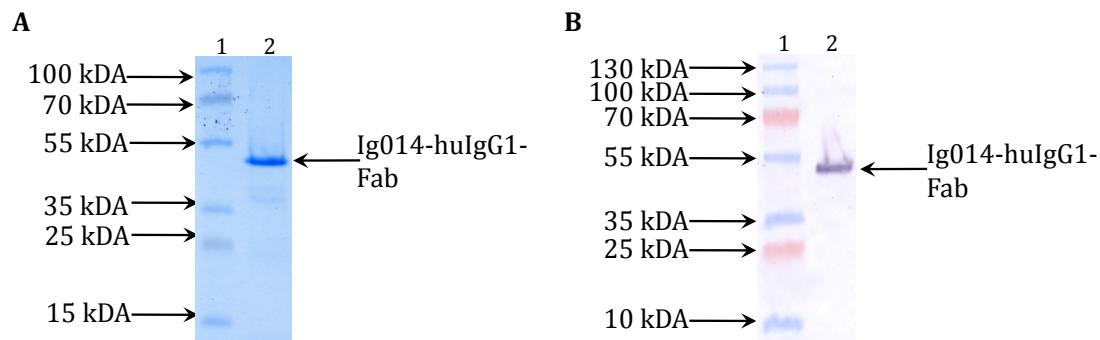 A
1 2
100 kDA
70 kDA
55 kDA
Ig014-huIgG1-
Fab
35 kDA
25 kDA
15 kDA
B
1 2
130 kDA
100 kDA
70 kDA
55 kDA
Ig014-huIgG1-
Fab
35 kDA
25 kDA
10 kDA